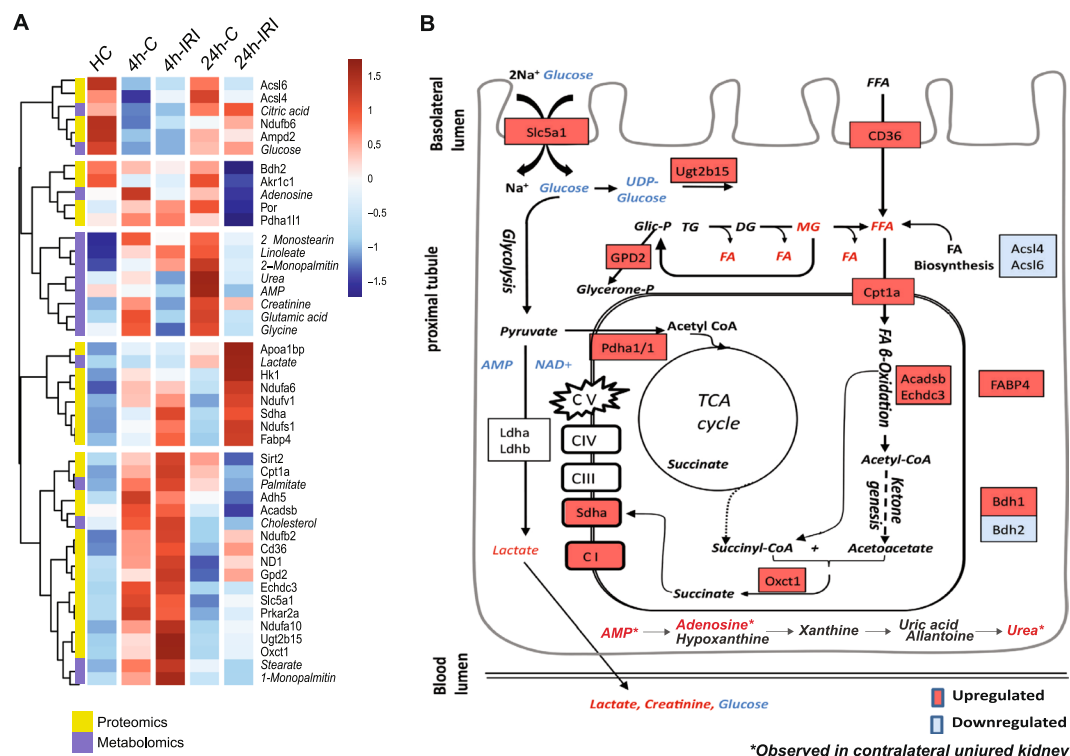 A
HC
4h-C
4h-IRI
24h-C
24h-IRI
Acsl6
Acsl4
Citric acid
Ndufb6
Ampd2
Glucose
Bdh2
Akr1c1
Adenosine
Por
Pdha1l1
2 Monostearin
Linoleate
2−Monopalmitin
Urea
AMP
Creatinine
Glutamic acid
Glycine
Apoa1bp
Lactate
Hk1
Ndufa6
Ndufv1
Sdha
Ndufs1
Fabp4
Sirt2
Cpt1a
Palmitate
Adh5
Acadsb
Cholesterol
Ndufb2
Cd36
ND1
Gpd2
Echdc3
Slc5a1
Prkar2a
Ndufa10
Ugt2b15
Oxct1
Stearate
1-Monopalmitin
1.5
1
0.5
0
−0.5
−1
−1.5
Proteomics
Metabolomics
B
Basolateral
lumen
proximal tubule
Blood
lumen
2Na⁺ Glucose
Slc5a1
Na⁺
Glucose
UDP-
Glucose
Ugt2b15
FFA
CD36
Glycolysis
Glic-P
TG
DG
MG
FFA
FA
FA
FA
FA
Biosynthesis
Acsl4
Acsl6
GPD2
Glycerone-P
Cpt1a
Pyruvate
Acetyl CoA
Pdha1/1
AMP
NAD+
C V
CIV
CIII
Sdha
C I
Ldha
Ldhb
TCA
cycle
Succinate
FA β-Oxidation
Acadsb
Echdc3
FABP4
Acetyl-CoA
Ketone
genesis
Bdh1
Bdh2
Succinyl-CoA + Acetoacetate
Oxct1
Succinate
Lactate
AMP*
Adenosine*
Hypoxanthine
Xanthine
Uric acid
Allantoine
Urea*
Lactate, Creatinine, Glucose
Upregulated
Downregulated
*Observed in contralateral uniured kidney